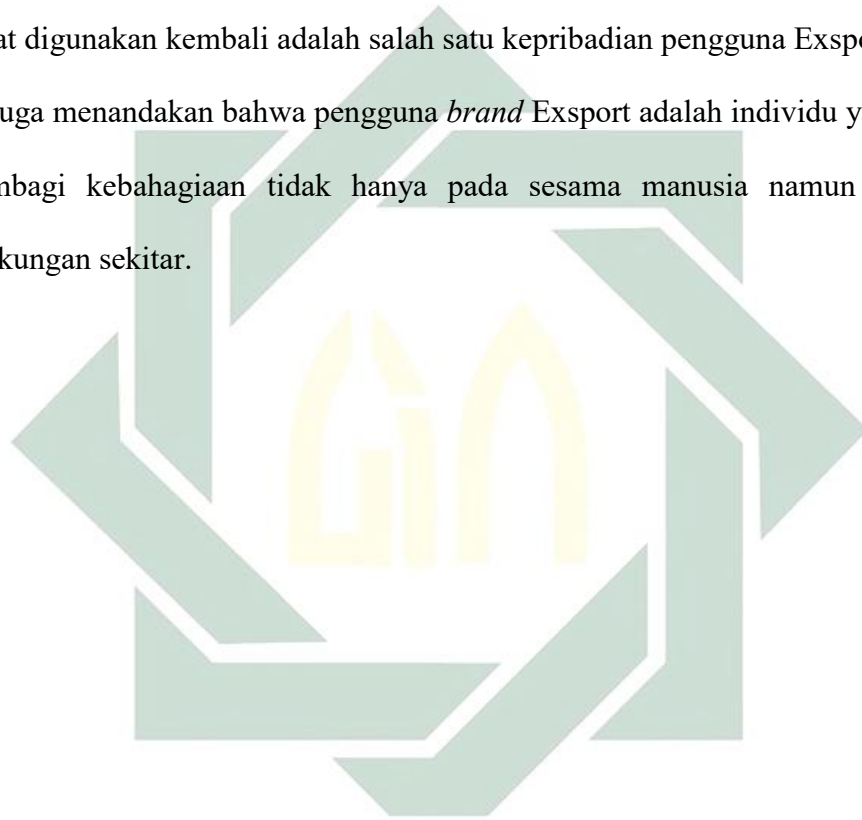 at digunakan kembali adalah salah satu kepribadian pengguna Exspo
uga menandakan bahwa pengguna brand Exsport adalah individu y
mbagi kebahagiaan tidak hanya pada sesama manusia namun
kungan sekitar.